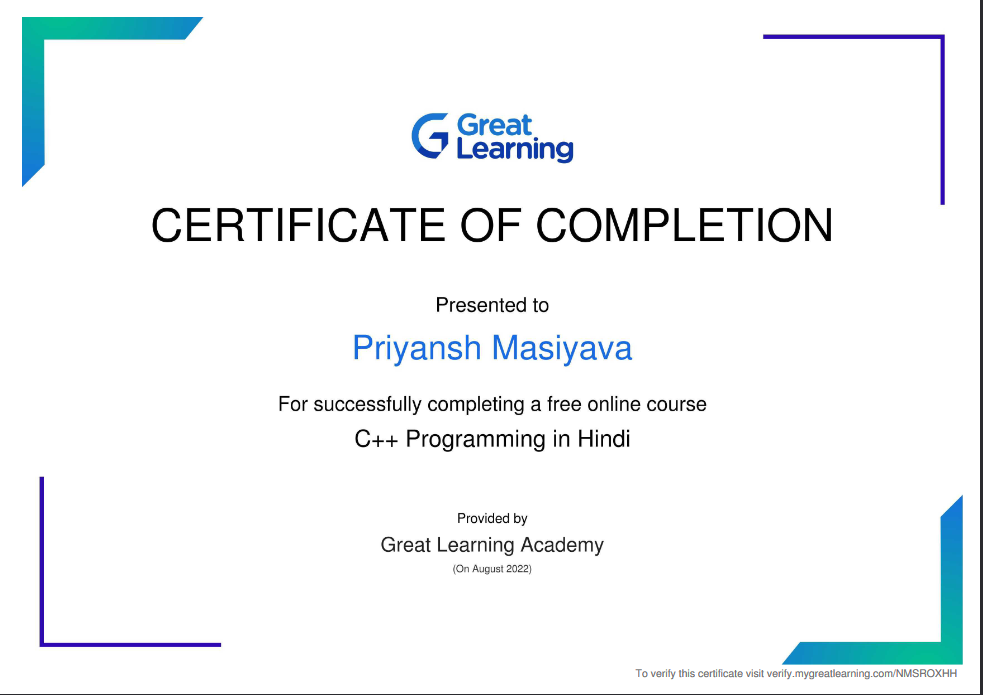 Great
Learning
CERTIFICATE OF COMPLETION
Presented to
Priyansh Masiyava
For successfully completing a free online course
C++ Programming in Hindi
Provided by
Great Learning Academy
(On August 2022)
To verify this certificate visit verify.mygreatlearning.com/NMSROXHH